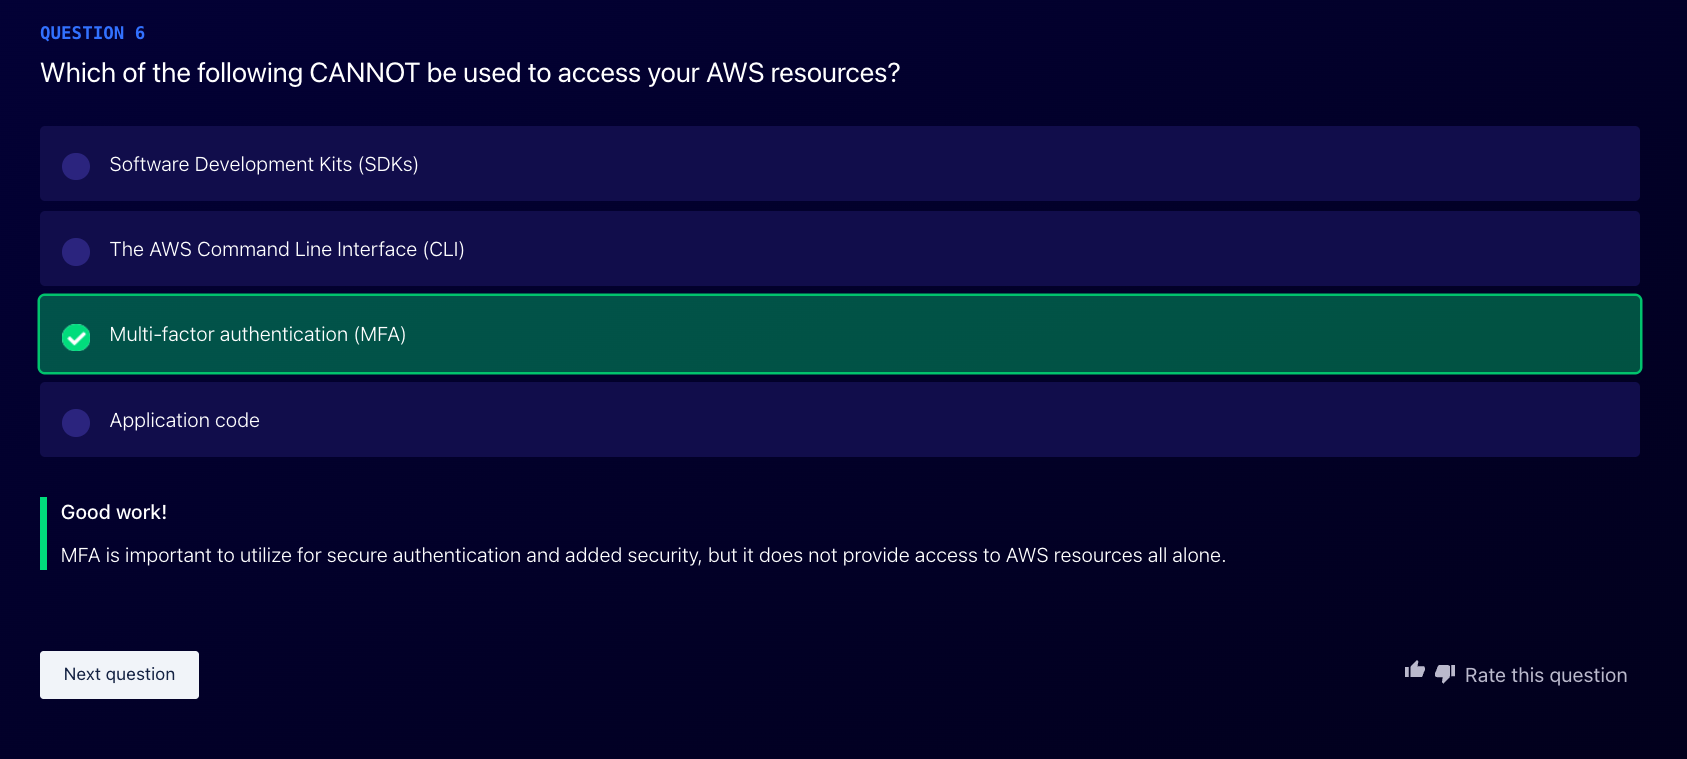 QUESTION 6
Which of the following CANNOT be used to access your AWS resources?
Software Development Kits (SDKs)
The AWS Command Line Interface (CLI)
Multi-factor authentication (MFA)
Application code
Good work!
MFA is important to utilize for secure authentication and added security, but it does not provide access to AWS resources all alone.
Next question
Rate this question